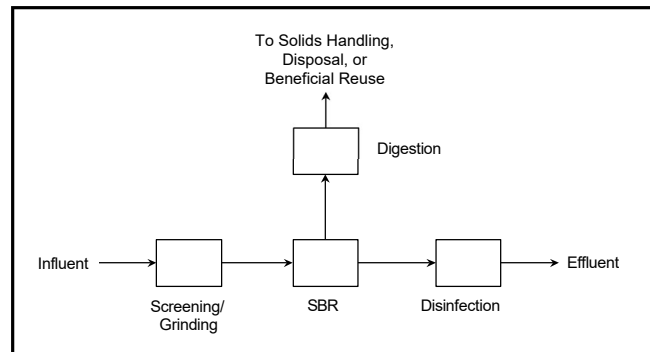 To Solids Handling,
Disposal, or
Beneficial Reuse
Digestion
Influent
Effluent
Screening/
Grinding
SBR
Disinfection